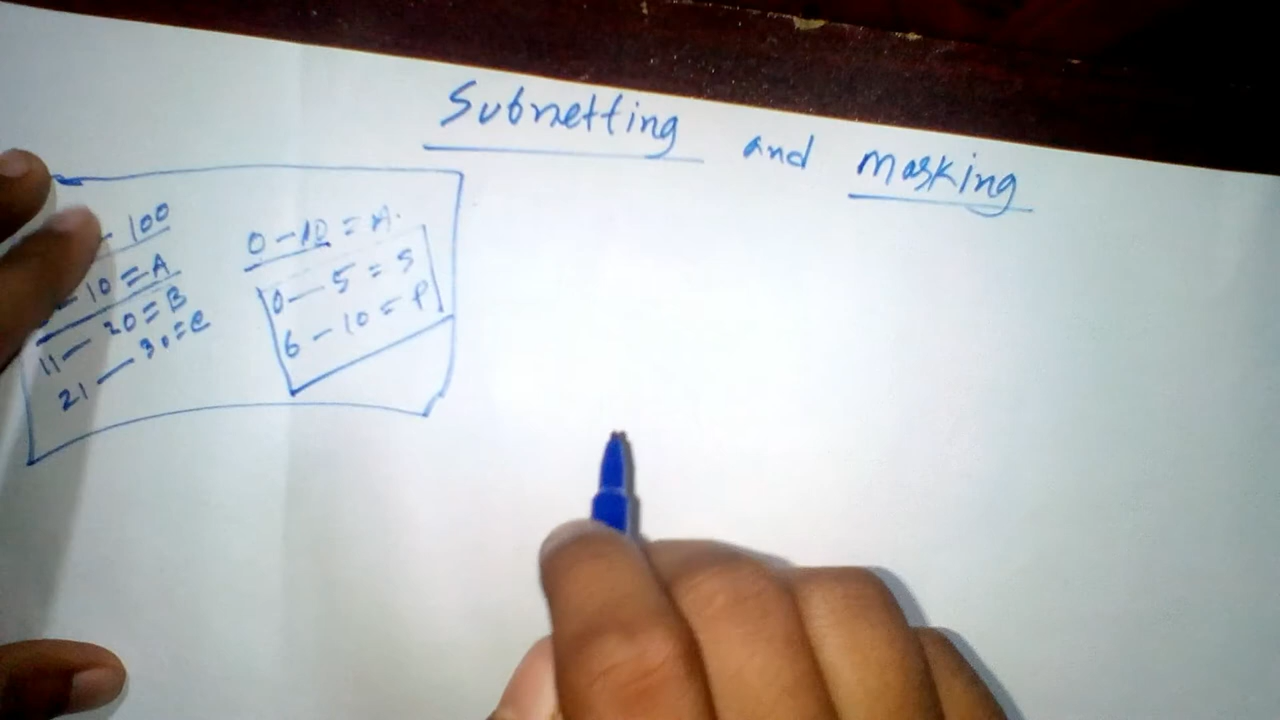 Subnetting and Masking
- 100
- 10 = A
11 — 20 = B
21 — 30 = C
0 - 10 = A.
0 — 5 = S
6 - 10 = P